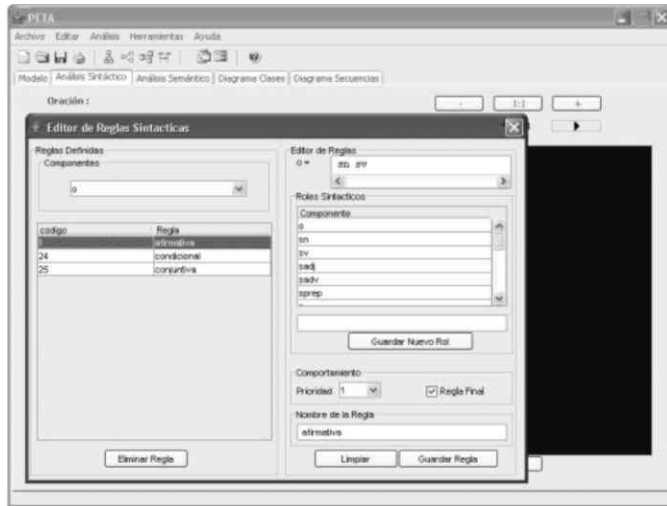 PETA
Archivo Editar Análisis Herramientas Ayuda
Modelo Análisis Sintáctico Análisis Semántico Diagrama Clases Diagrama Secuencias
Oración :
- 1:1 +
Editor de Reglas Sintacticas
Reglas Definidas
Componentes
o
codigo Regla
afirmativa
24 condicional
25 conjuntiva
Eliminar Regla
Editor de Reglas
o = sn sv
Roles Sintacticos
Componente
o
sn
sv
sadj
sadv
sprep
Guardar Nuevo Rol
Comportamiento
Prioridad 1 Regla Final
Nombre de la Regla
afirmativa
Limpiar Guardar Regla